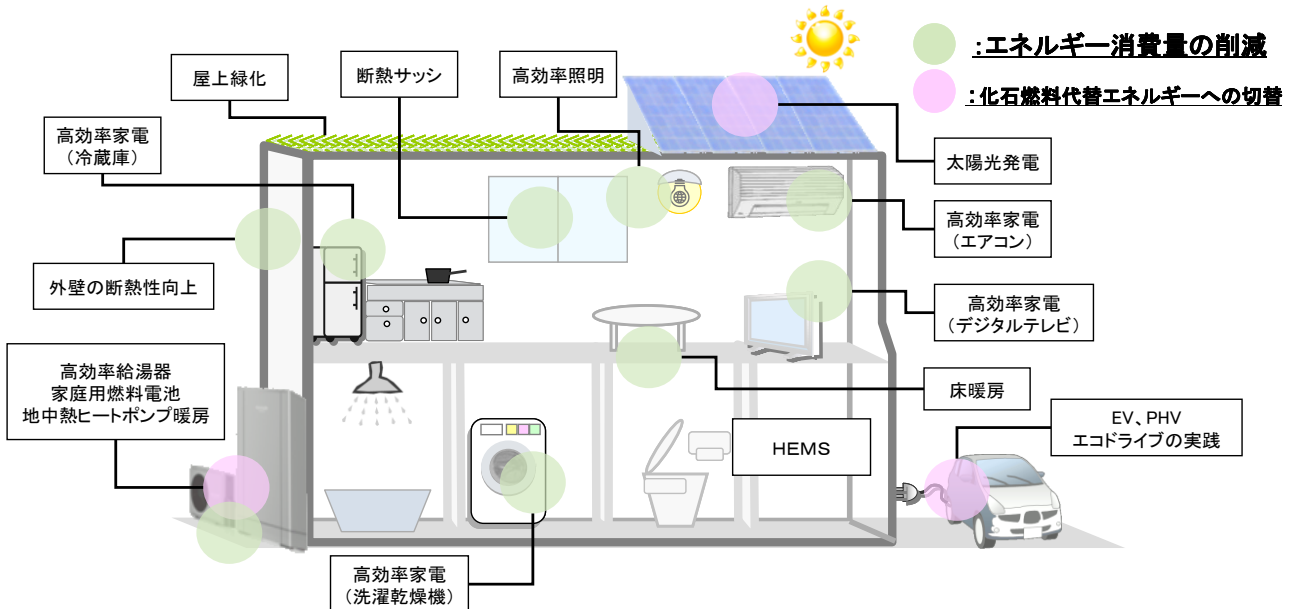 :エネルギー消費量の削減
:化石燃料代替エネルギーへの切替
屋上緑化
断熱サッシ
高効率照明
高効率家電
(冷蔵庫)
太陽光発電
高効率家電
(エアコン)
外壁の断熱性向上
高効率家電
(デジタルテレビ)
高効率給湯器
家庭用燃料電池
地中熱ヒートポンプ暖房
床暖房
HEMS
EV、PHV
エコドライブの実践
高効率家電
(洗濯乾燥機)